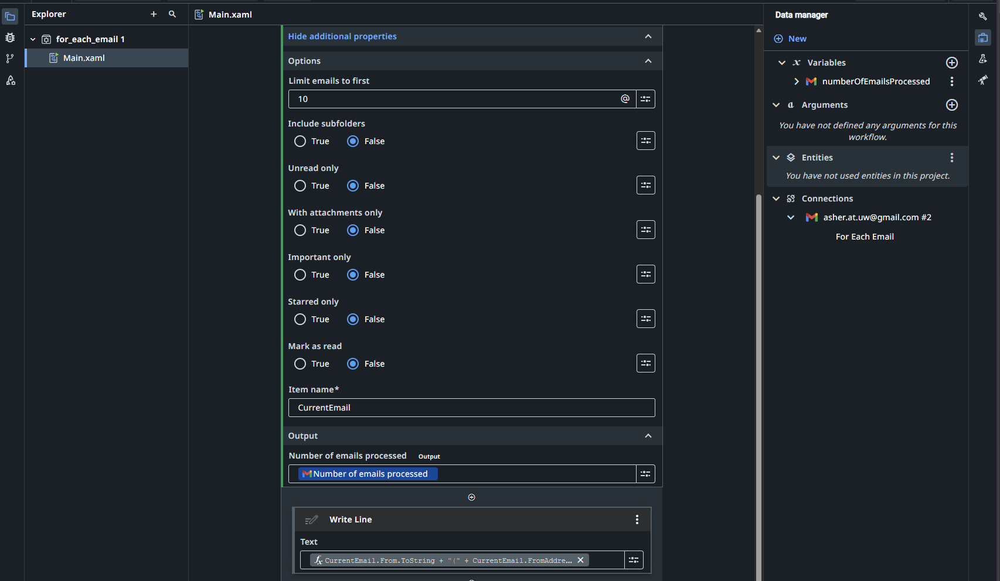 Explorer
for_each_email 1
Main.xaml
Main.xaml
Hide additional properties
Options
Limit emails to first
10
Include subfolders
True False
Unread only
True False
With attachments only
True False
Important only
True False
Starred only
True False
Mark as read
True False
Item name*
CurrentEmail
Output
Number of emails processed Output
Number of emails processed
Write Line
Text
fx CurrentEmail.From.ToString + "(" + CurrentEmail.FromAddre...
Data manager
New
x Variables
numberOfEmailsProcessed
a Arguments
You have not defined any arguments for this
workflow.
Entities
You have not used entities in this project.
Connections
asher.at.uw@gmail.com #2
For Each Email